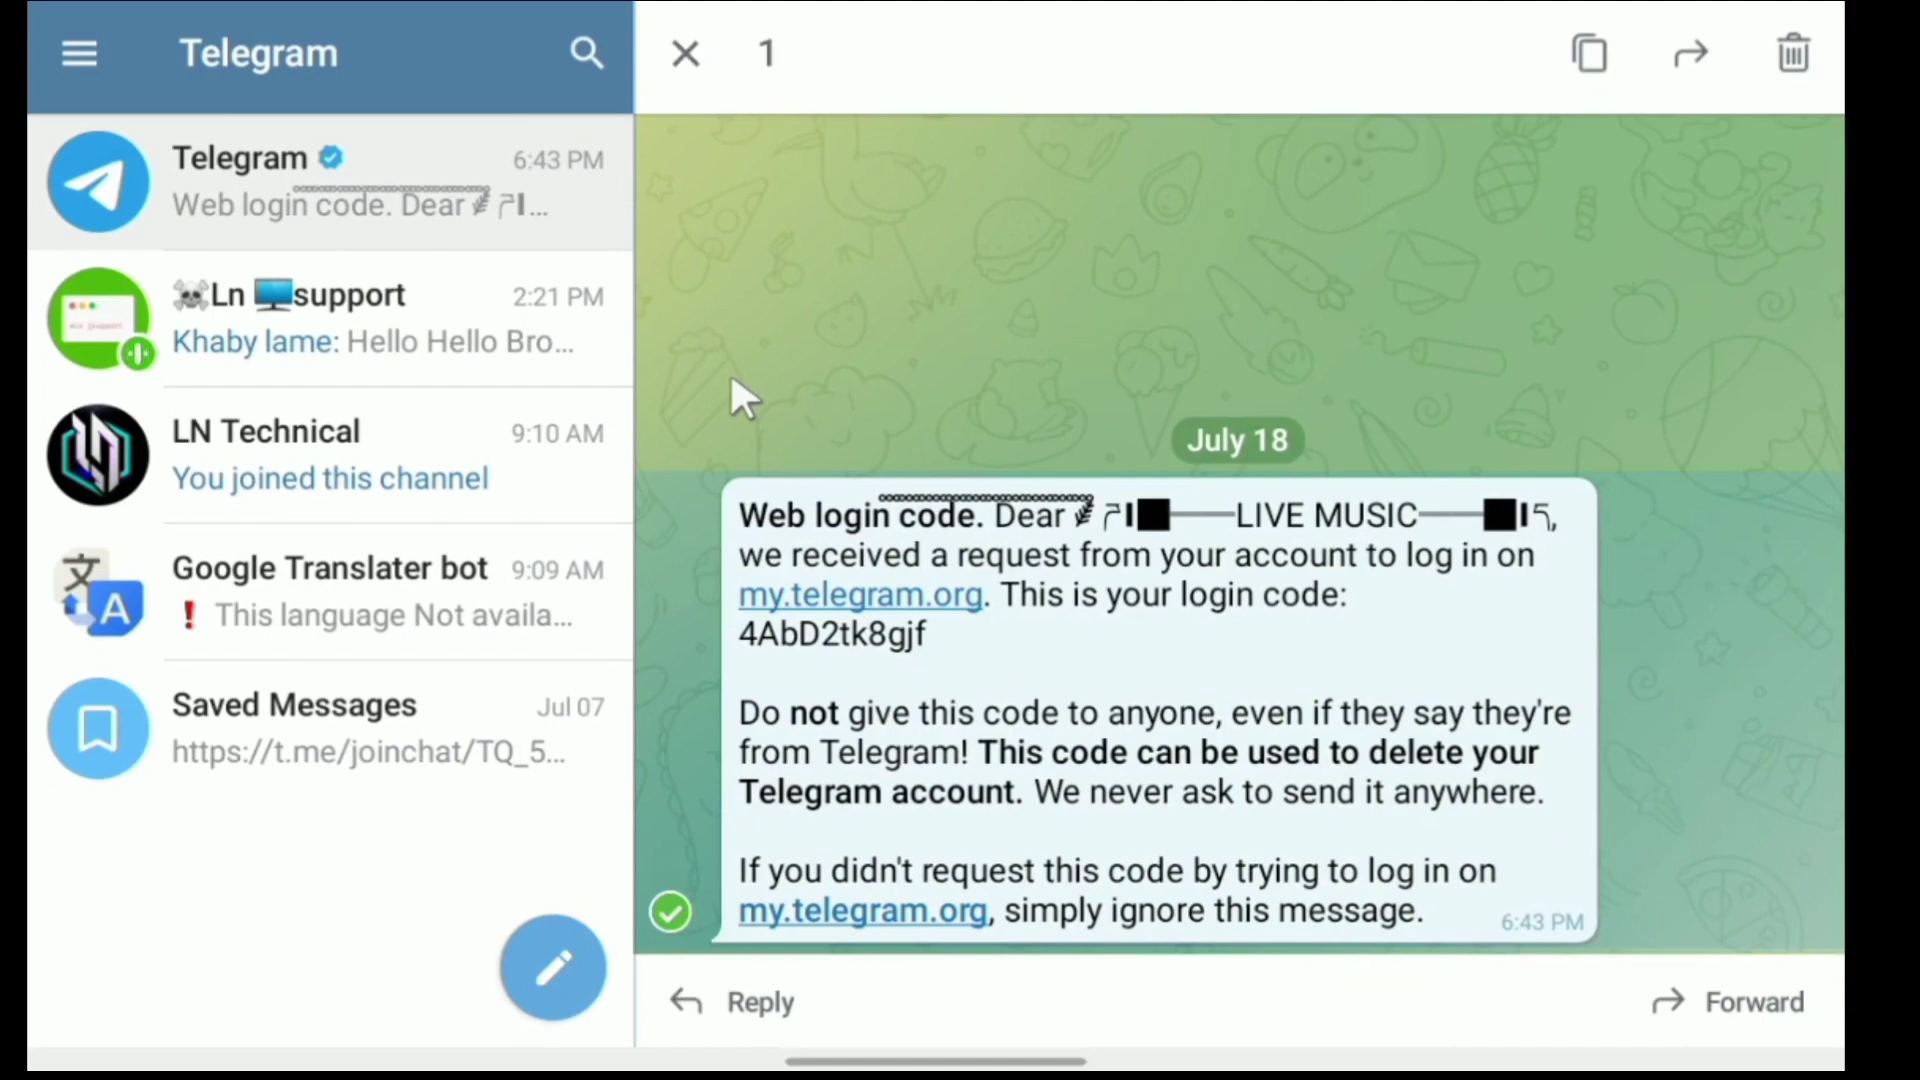 Telegram
1
Telegram
6:43 PM
Web login code. Dear
☠Ln 🖥support
2:21 PM
Khaby lame: Hello Hello Bro...
LN Technical
9:10 AM
You joined this channel
Google Translater bot
9:09 AM
❗ This language Not availa...
Saved Messages
Jul 07
https://t.me/joinchat/TQ_5...
July 18
Web login code. Dear LIVE MUSIC
we received a request from your account to log in on
my.telegram.org. This is your login code:
4AbD2tk8gjf
Do not give this code to anyone, even if they say they're
from Telegram! This code can be used to delete your
Telegram account. We never ask to send it anywhere.
If you didn't request this code by trying to log in on
my.telegram.org, simply ignore this message.
6:43 PM
Reply
Forward